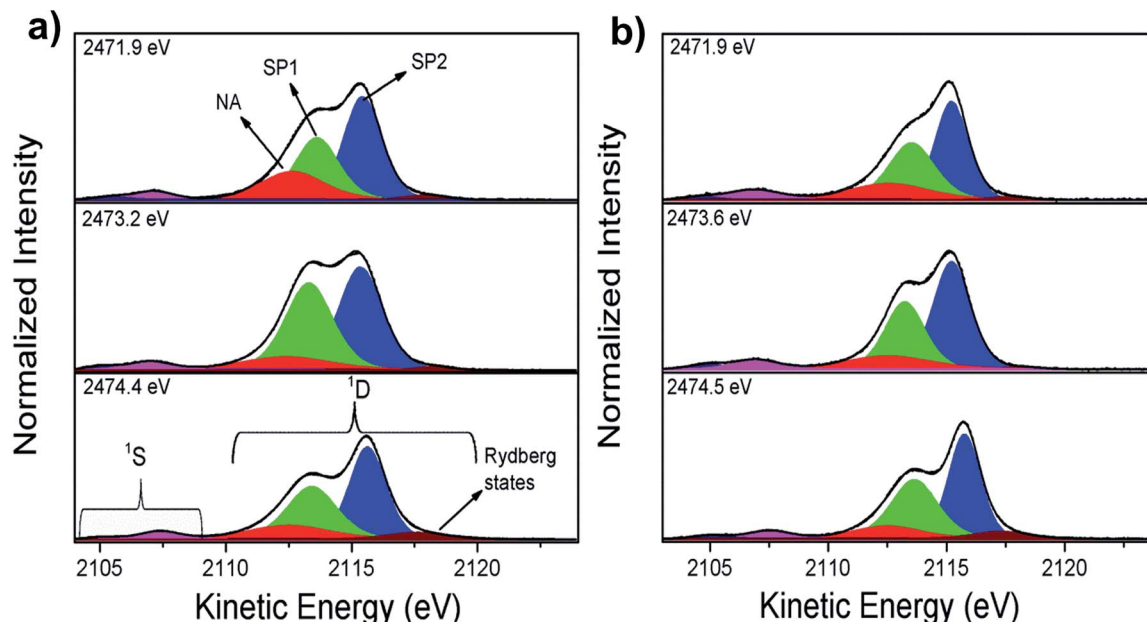 a)
2471.9 eV
NA
SP1
SP2
2473.2 eV
2474.4 eV
¹S
¹D
Rydberg
states
Normalized Intensity
2105
2110
2115
2120
Kinetic Energy (eV)
b)
2471.9 eV
2473.6 eV
2474.5 eV
Normalized Intensity
2105
2110
2115
2120
Kinetic Energy (eV)